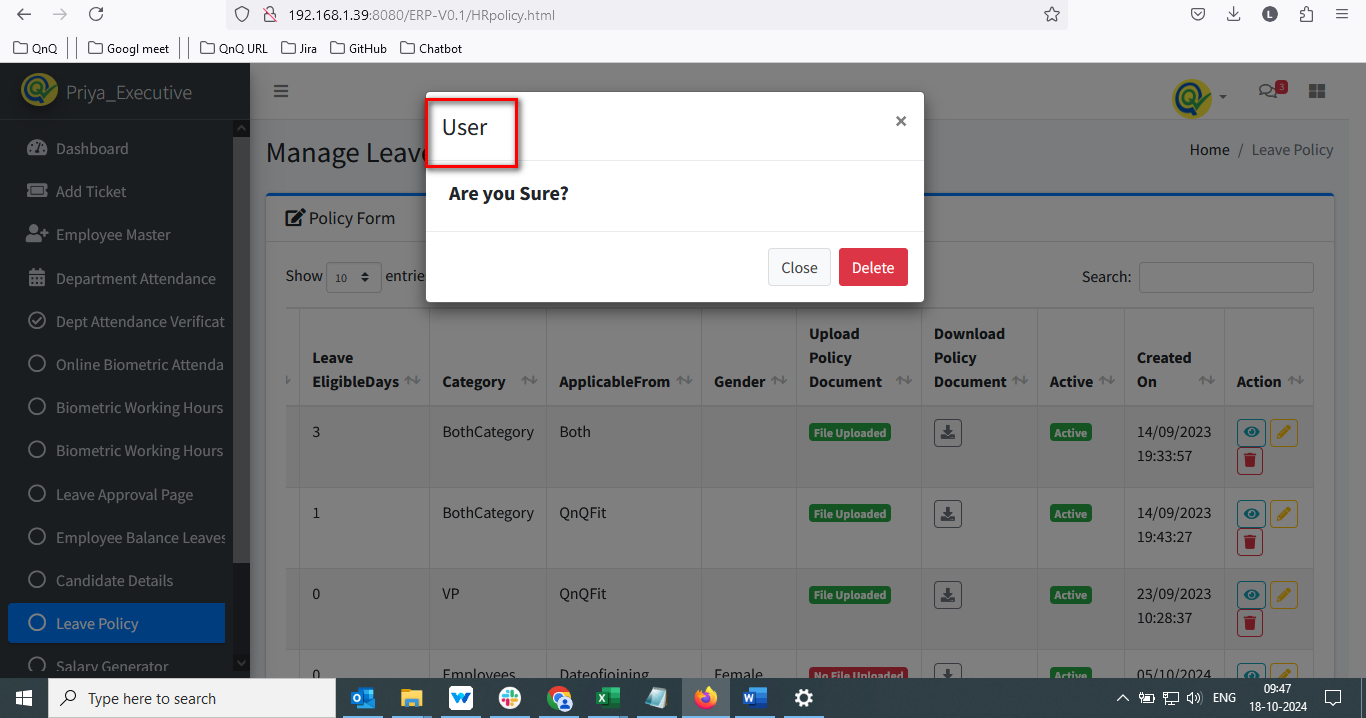 192.168.1.39:8080/ERP-V0.1/HRpolicy.html
L
QnQ
Googl meet
QnQ URL
Jira
GitHub
Chatbot
Priya_Executive
3
User
×
Manage Leave
Home / Leave Policy
Are you Sure?
Close
Delete
Dashboard
Add Ticket
Employee Master
Department Attendance
Dept Attendance Verificat
Online Biometric Attenda
Biometric Working Hours
Biometric Working Hours
Leave Approval Page
Employee Balance Leaves
Candidate Details
Leave Policy
Salary Generator
Policy Form
Show 10 entrie
Search:
Leave EligibleDays
Category
ApplicableFrom
Gender
Upload Policy Document
Download Policy Document
Active
Created On
Action
3 BothCategory Both File Uploaded Active 14/09/2023 19:33:57
1 BothCategory QnQFit File Uploaded Active 14/09/2023 19:43:27
0 VP QnQFit File Uploaded Active 23/09/2023 10:28:37
0 Employees Dateofjoining Female No File Uploaded Active 05/10/2024
Type here to search
ENG
09:47
18-10-2024